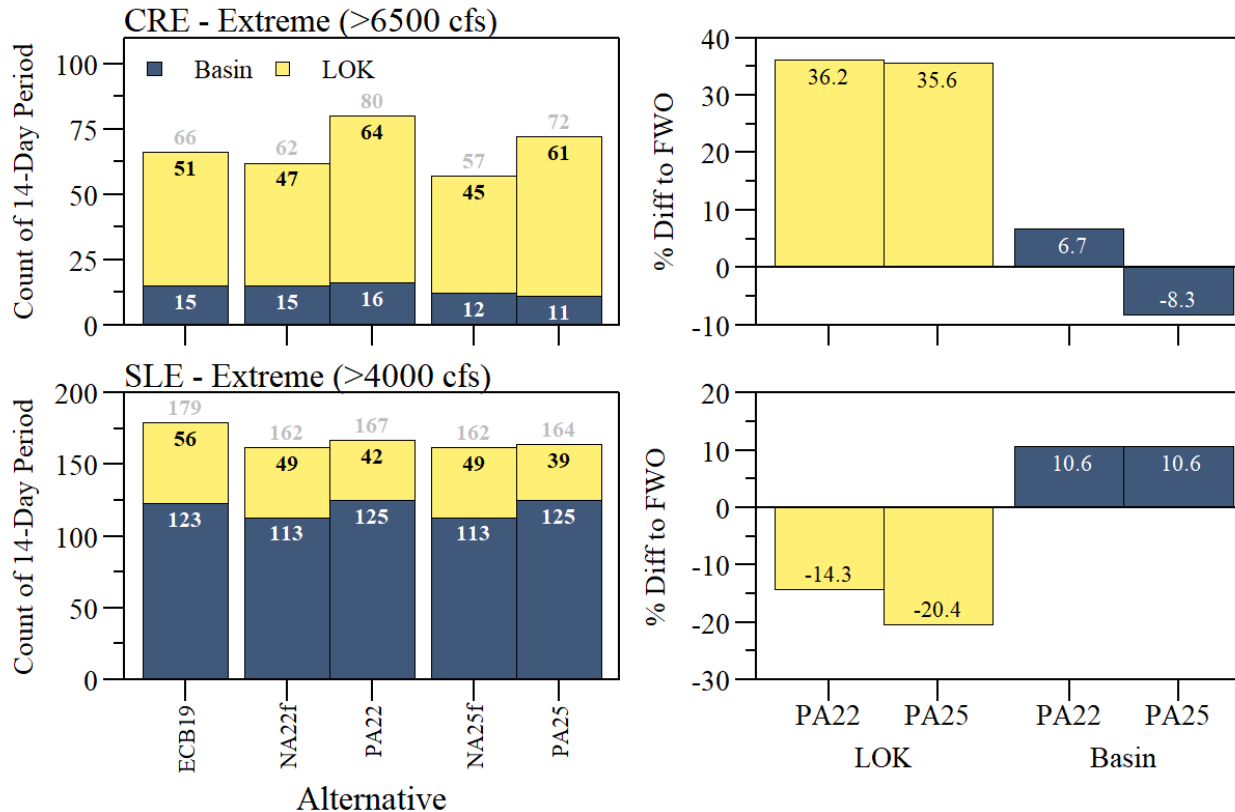 CRE - Extreme (>6500 cfs)
Count of 14-Day Period
100
75
50
25
0
Basin LOK
66 62 80 57 72
51 47 64 45 61
15 15 16 12 11
% Diff to FWO
40
30
20
10
0
-10
36.2 35.6 6.7 -8.3
SLE - Extreme (>4000 cfs)
Count of 14-Day Period
200
150
100
50
0
179 162 167 162 164
56 49 42 49 39
123 113 125 113 125
ECB19 NA22f PA22 NA25f PA25
Alternative
% Diff to FWO
20
10
0
-10
-20
-30
-14.3 -20.4 10.6 10.6
PA22 PA25 PA22 PA25
LOK Basin